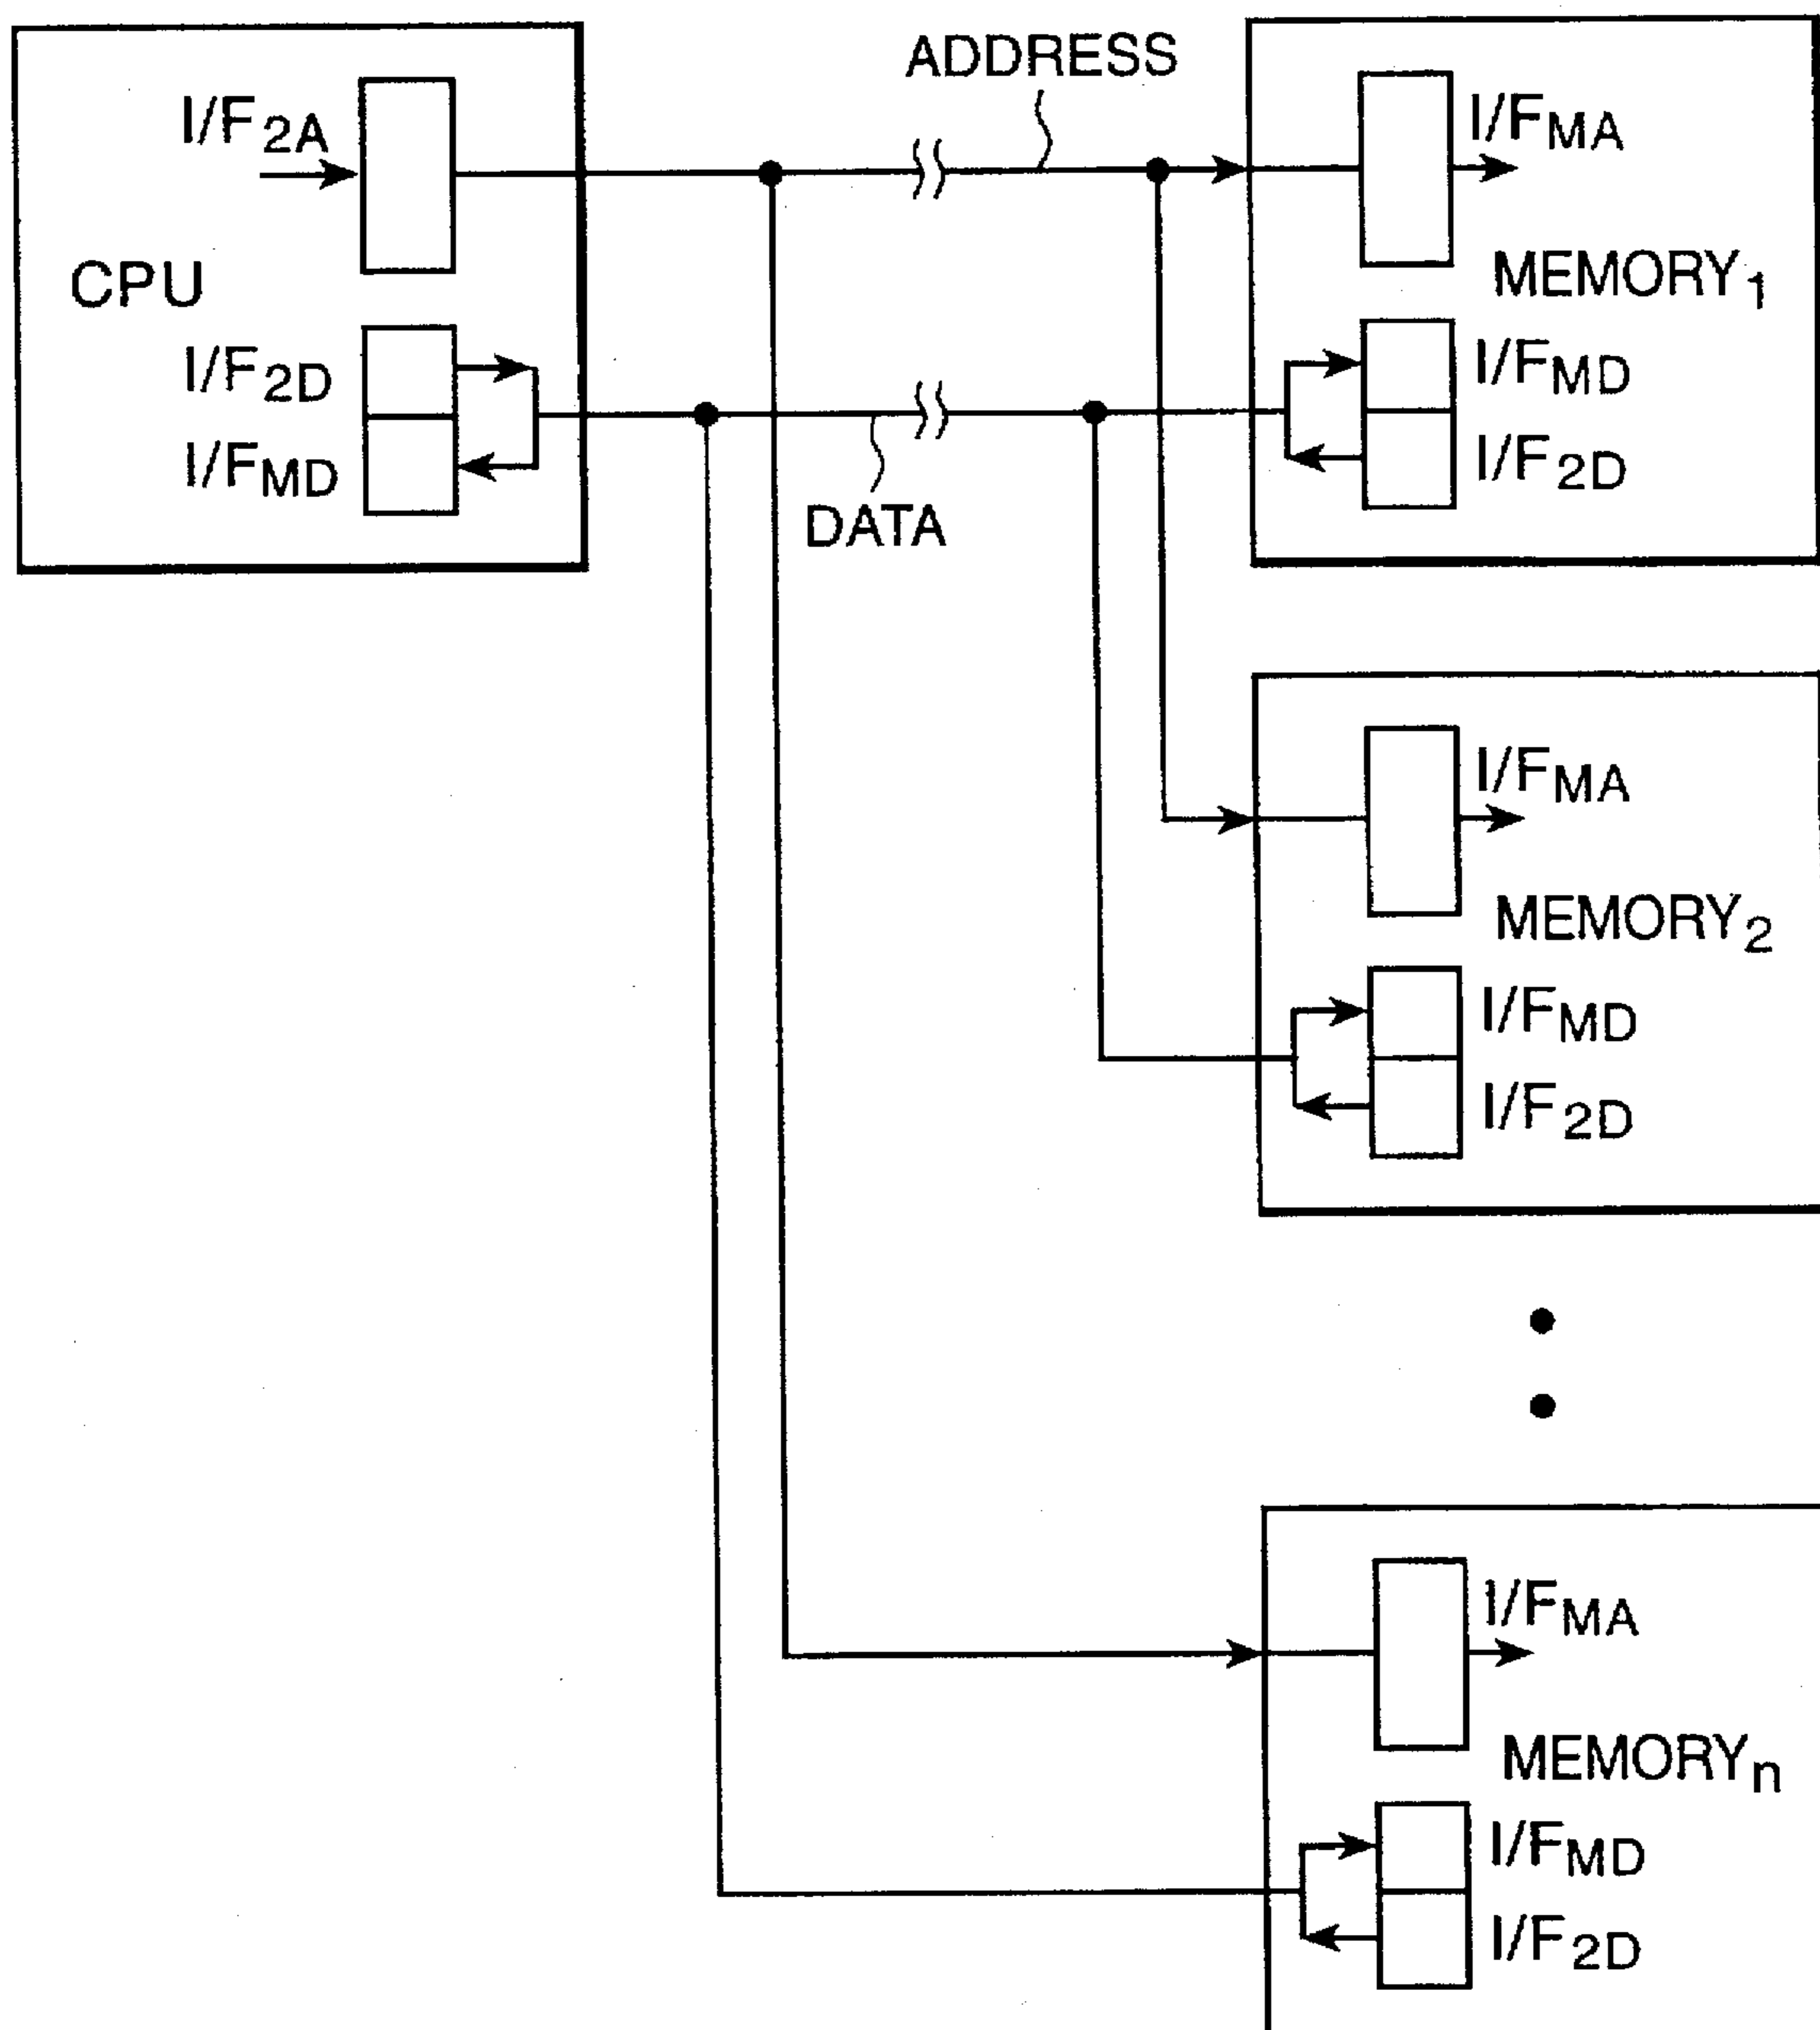 ADDRESS
I/F2A
CPU
I/F2D
I/FMD
DATA
I/FMA
MEMORY1
I/FMD
I/F2D
I/FMA
MEMORY2
I/FMD
I/F2D
I/FMA
MEMORYn
I/FMD
I/F2D